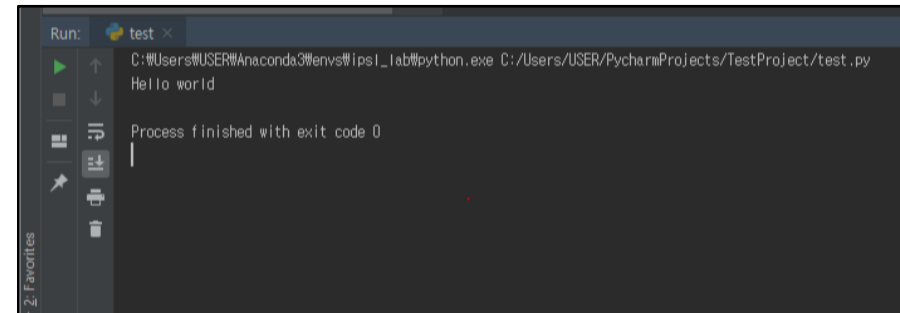 Run: test ×
C:₩Users₩USER₩Anaconda3₩envs₩ipsl_lab₩python.exe C:/Users/USER/PycharmProjects/TestProject/test.py
Hello world
Process finished with exit code 0
2: Favorites